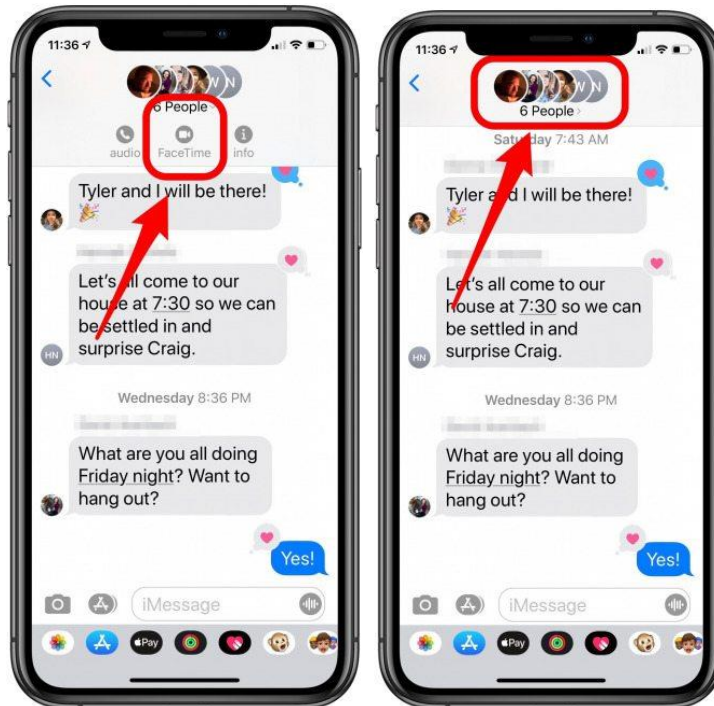 11:36
W N
6 People
audio FaceTime info
Tyler and I will be there!
Let's all come to our
house at 7:30 so we can
be settled in and
surprise Craig.
HN
Wednesday 8:36 PM
What are you all doing
Friday night? Want to
hang out?
Yes!
iMessage
Pay
11:36
W N
6 People
Saturday 7:43 AM
Tyler and I will be there!
Let's all come to our
house at 7:30 so we can
be settled in and
surprise Craig.
HN
Wednesday 8:36 PM
What are you all doing
Friday night? Want to
hang out?
Yes!
iMessage
Pay